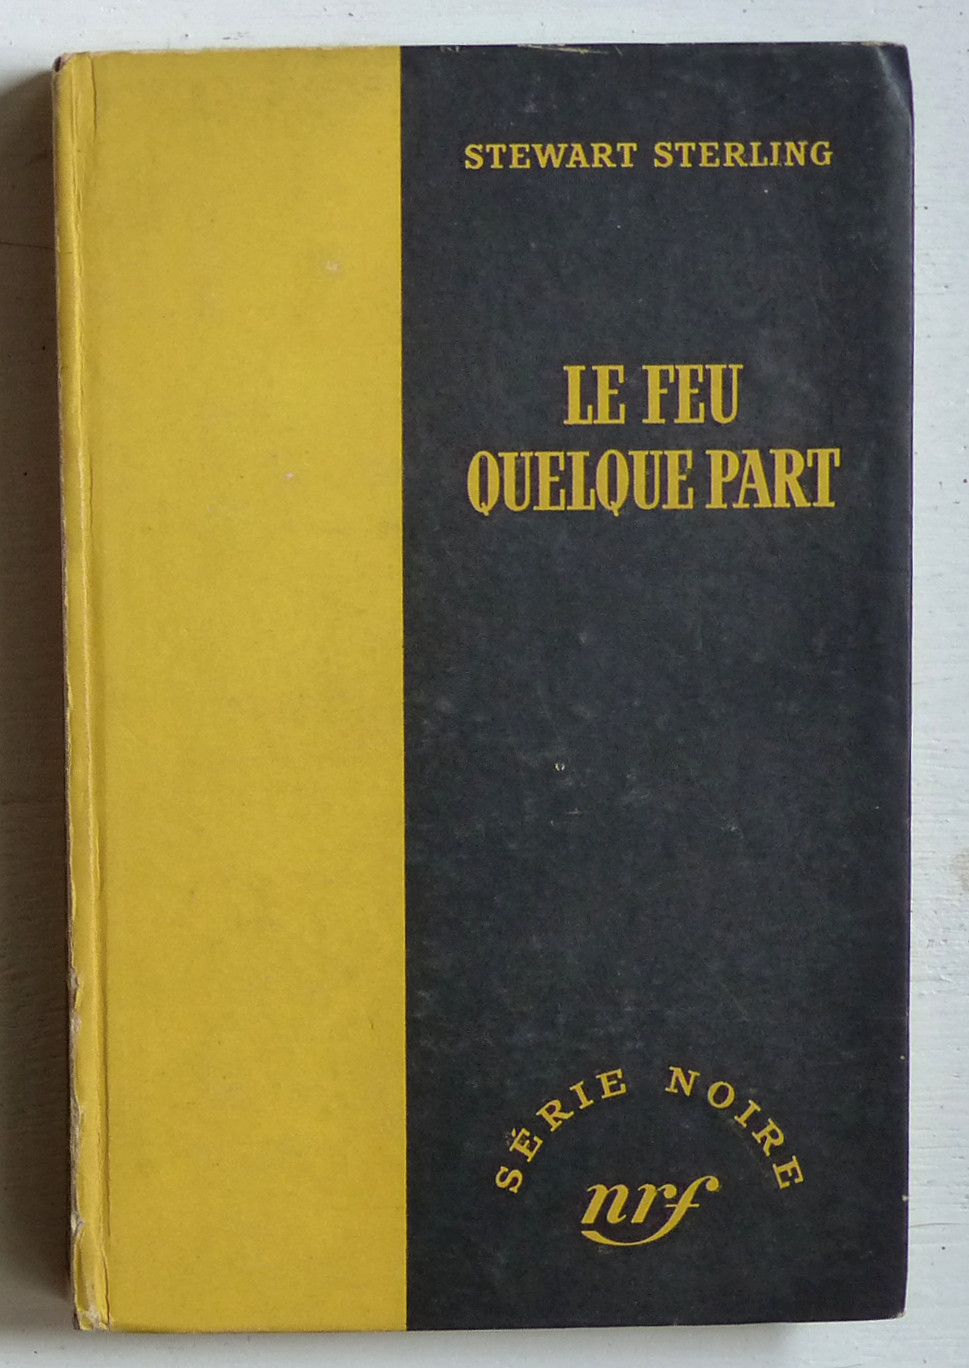 STEWART STERLING
LE FEU
QUELQUE PART
SÉRIE NOIRE
nrf